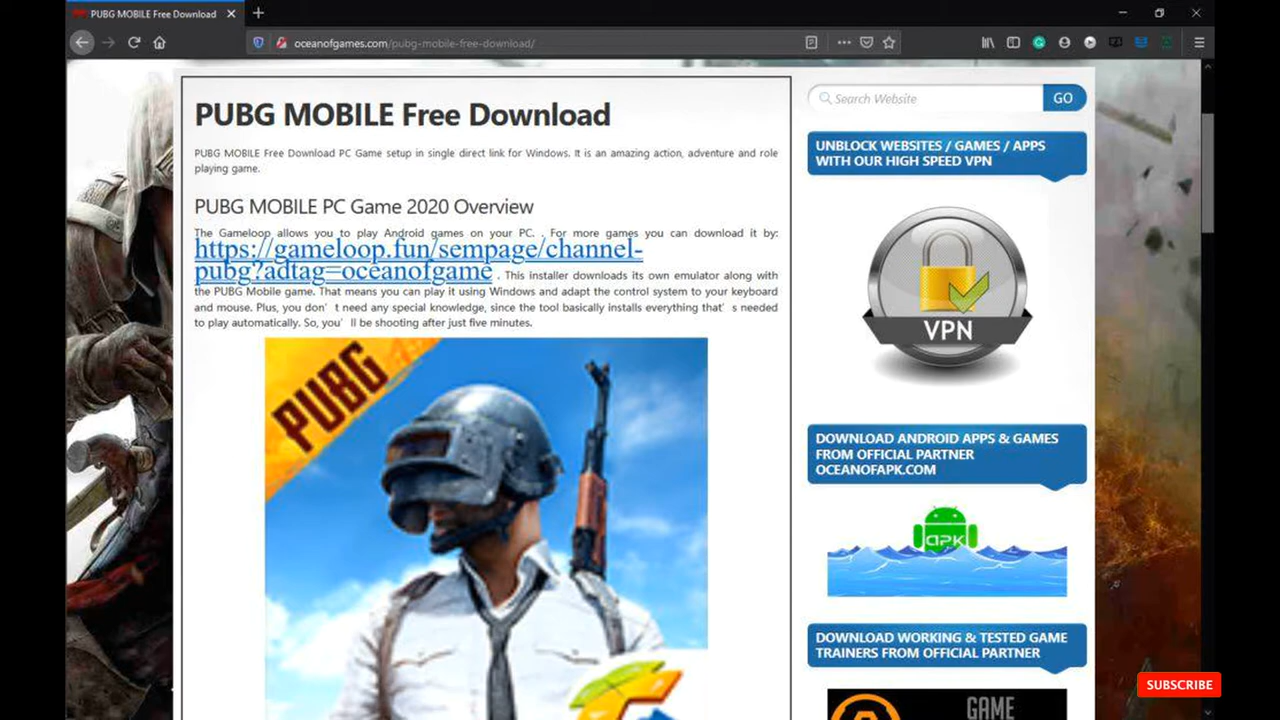 PUBG MOBILE Free Download
oceanofgames.com/pubg-mobile-free-download/
PUBG MOBILE Free Download
PUBG MOBILE Free Download PC Game setup in single direct link for Windows. It is an amazing action, adventure and role
playing game.
PUBG MOBILE PC Game 2020 Overview
The Gameloop allows you to play Android games on your PC. . For more games you can download it by:
https://gameloop.fun/sempage/channel-
pubg?adtag=oceanofgame . This installer downloads its own emulator along with
the PUBG Mobile game. That means you can play it using Windows and adapt the control system to your keyboard
and mouse. Plus, you don’ t need any special knowledge, since the tool basically installs everything that’ s needed
to play automatically. So, you’ ll be shooting after just five minutes.
PUBG
Search Website
GO
UNBLOCK WEBSITES / GAMES / APPS
WITH OUR HIGH SPEED VPN
VPN
DOWNLOAD ANDROID APPS & GAMES
FROM OFFICIAL PARTNER
OCEANOFAPK.COM
APK
DOWNLOAD WORKING & TESTED GAME
TRAINERS FROM OFFICIAL PARTNER
GAME
SUBSCRIBE